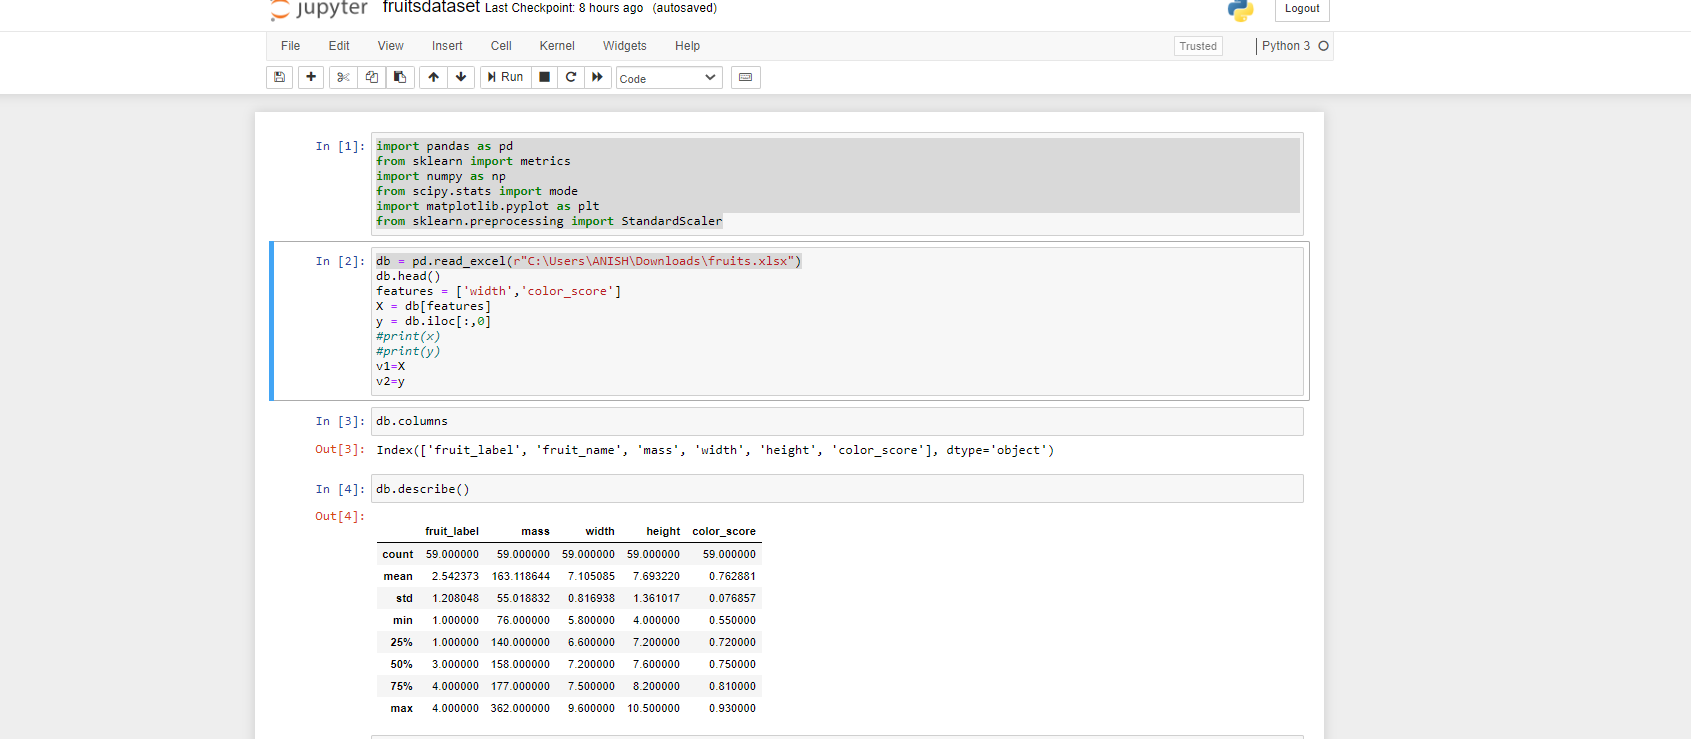 jupyter fruitsdataset Last Checkpoint: 8 hours ago (autosaved) Logout
File Edit View Insert Cell Kernel Widgets Help Trusted Python 3
Run Code
In [1]: import pandas as pd
from sklearn import metrics
import numpy as np
from scipy.stats import mode
import matplotlib.pyplot as plt
from sklearn.preprocessing import StandardScaler
In [2]: db = pd.read_excel(r"C:\Users\ANISH\Downloads\fruits.xlsx")
db.head()
features = ['width','color_score']
X = db[features]
y = db.iloc[:,0]
#print(x)
#print(y)
v1=X
v2=y
In [3]: db.columns
Out[3]: Index(['fruit_label', 'fruit_name', 'mass', 'width', 'height', 'color_score'], dtype='object')
In [4]: db.describe()
Out[4]:
fruit_label mass width height color_score
count 59.000000 59.000000 59.000000 59.000000 59.000000
mean 2.542373 163.118644 7.105085 7.693220 0.762881
std 1.208048 55.018832 0.816938 1.361017 0.076857
min 1.000000 76.000000 5.800000 4.000000 0.550000
25% 1.000000 140.000000 6.600000 7.200000 0.720000
50% 3.000000 158.000000 7.200000 7.600000 0.750000
75% 4.000000 177.000000 7.500000 8.200000 0.810000
max 4.000000 362.000000 9.600000 10.500000 0.930000